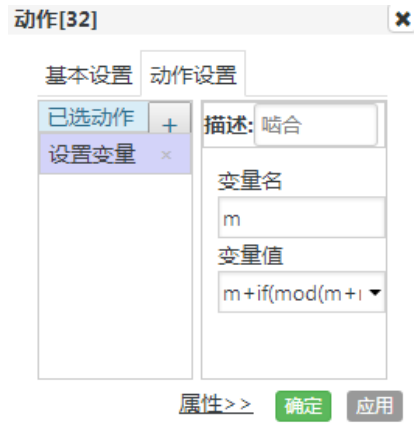 动作[32]
基本设置 动作设置
已选动作 +
设置变量 ×
描述: 啮合
变量名
m
变量值
m+if(mod(m+
属性>> 确定 应用